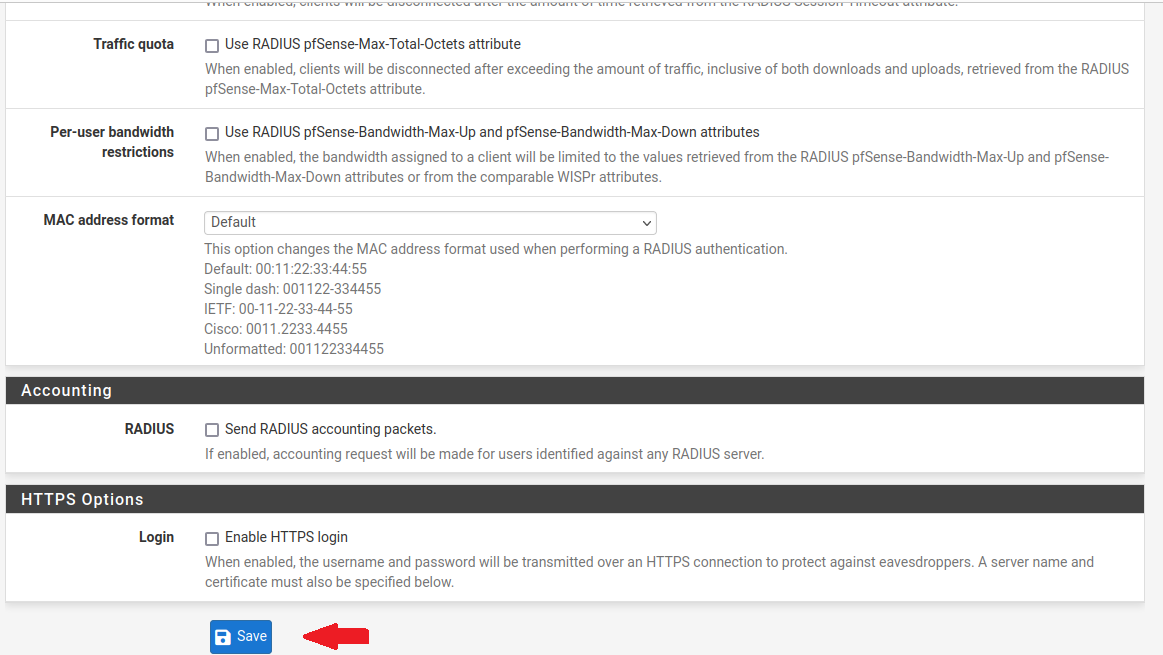 When enabled, clients will be disconnected after the amount of time retrieved from the RADIUS Session-Timeout attribute.
Traffic quota
Use RADIUS pfSense-Max-Total-Octets attribute
When enabled, clients will be disconnected after exceeding the amount of traffic, inclusive of both downloads and uploads, retrieved from the RADIUS
pfSense-Max-Total-Octets attribute.
Per-user bandwidth
restrictions
Use RADIUS pfSense-Bandwidth-Max-Up and pfSense-Bandwidth-Max-Down attributes
When enabled, the bandwidth assigned to a client will be limited to the values retrieved from the RADIUS pfSense-Bandwidth-Max-Up and pfSense-
Bandwidth-Max-Down attributes or from the comparable WISPr attributes.
MAC address format
Default
This option changes the MAC address format used when performing a RADIUS authentication.
Default: 00:11:22:33:44:55
Single dash: 001122-334455
IETF: 00-11-22-33-44-55
Cisco: 0011.2233.4455
Unformatted: 001122334455
Accounting
RADIUS
Send RADIUS accounting packets.
If enabled, accounting request will be made for users identified against any RADIUS server.
HTTPS Options
Login
Enable HTTPS login
When enabled, the username and password will be transmitted over an HTTPS connection to protect against eavesdroppers. A server name and
certificate must also be specified below.
Save